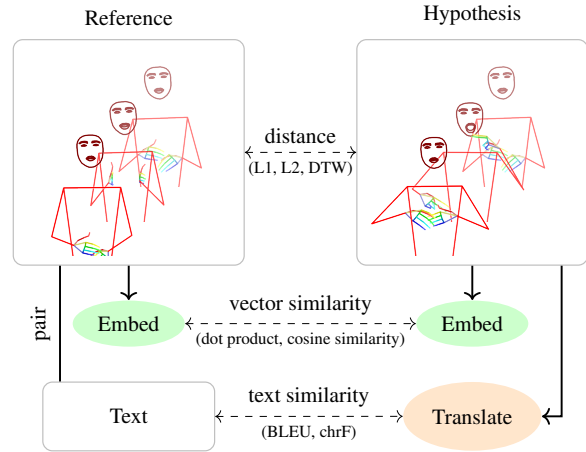 Reference
Hypothesis
distance
(L1, L2, DTW)
pair
Embed
vector similarity
(dot product, cosine similarity)
Embed
Text
text similarity
(BLEU, chrF)
Translate